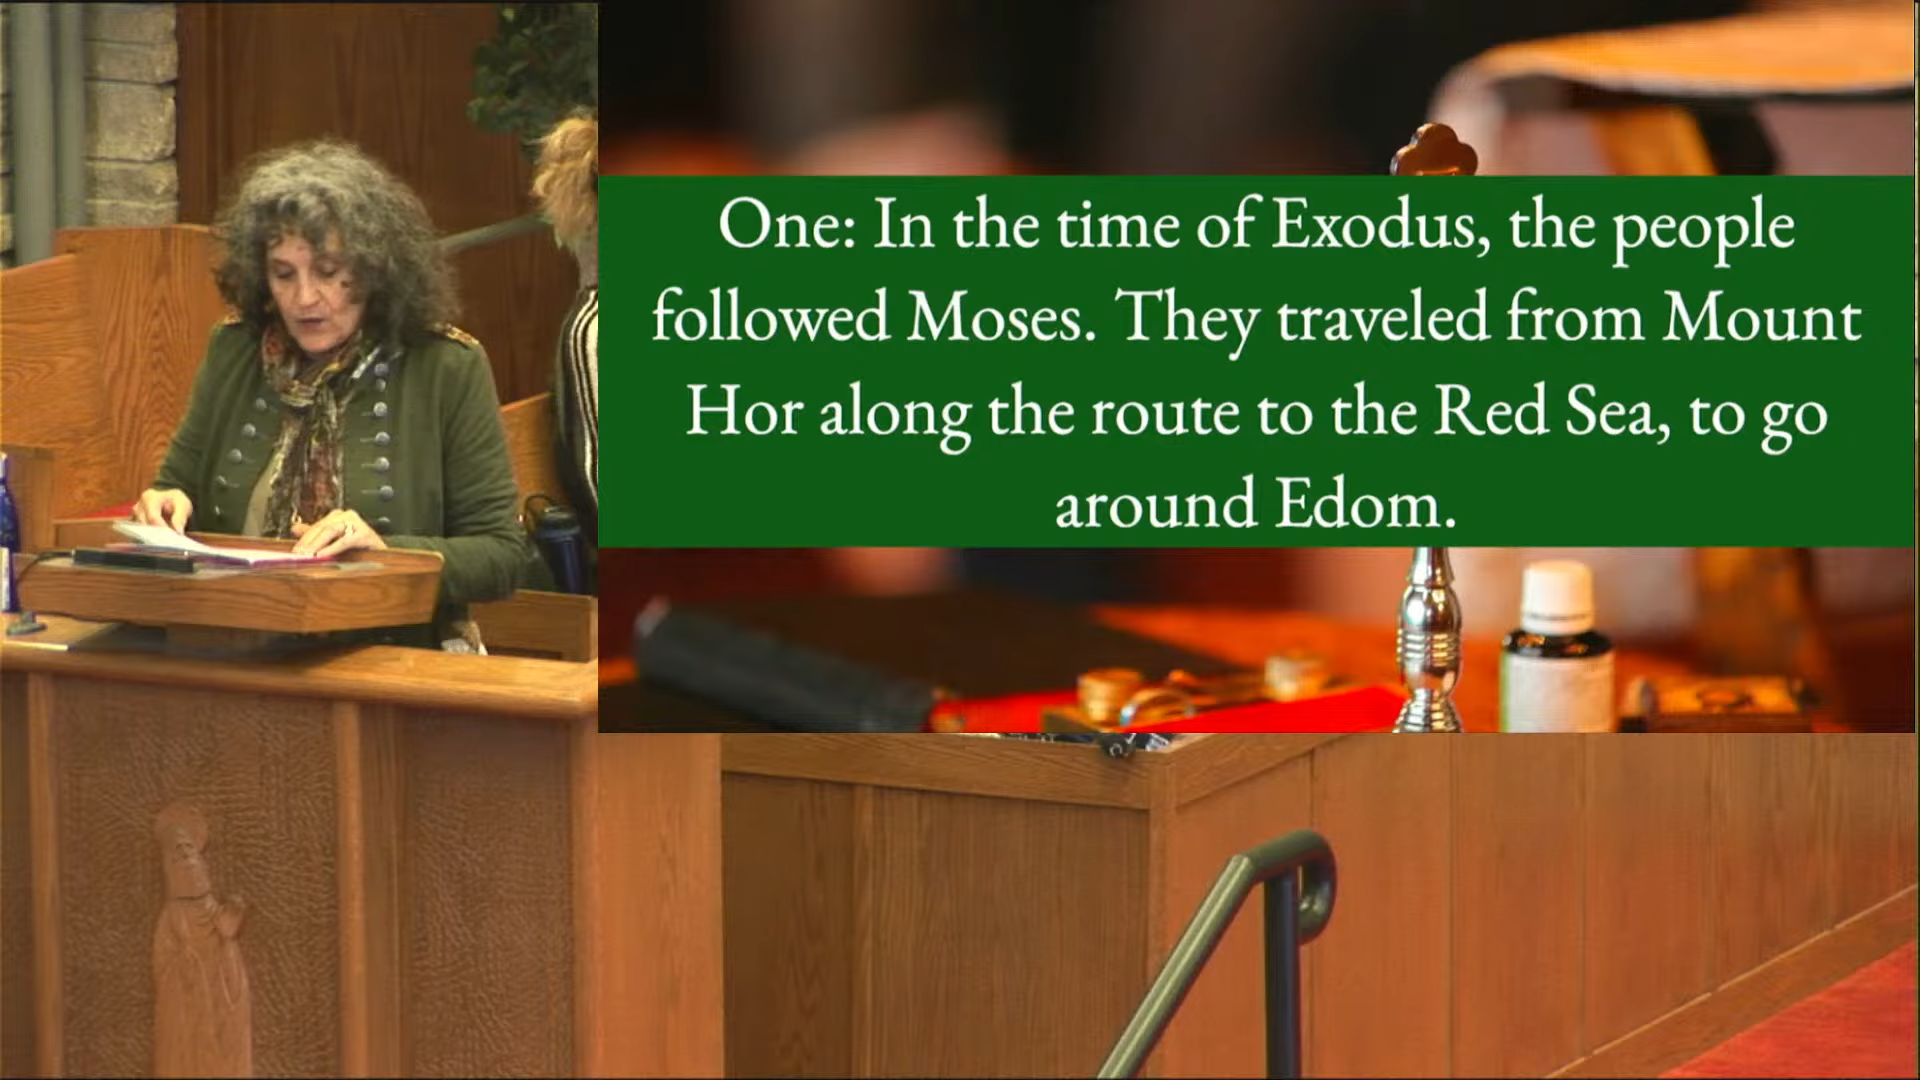 One: In the time of Exodus, the people
followed Moses. They traveled from Mount
Hor along the route to the Red Sea, to go
around Edom.